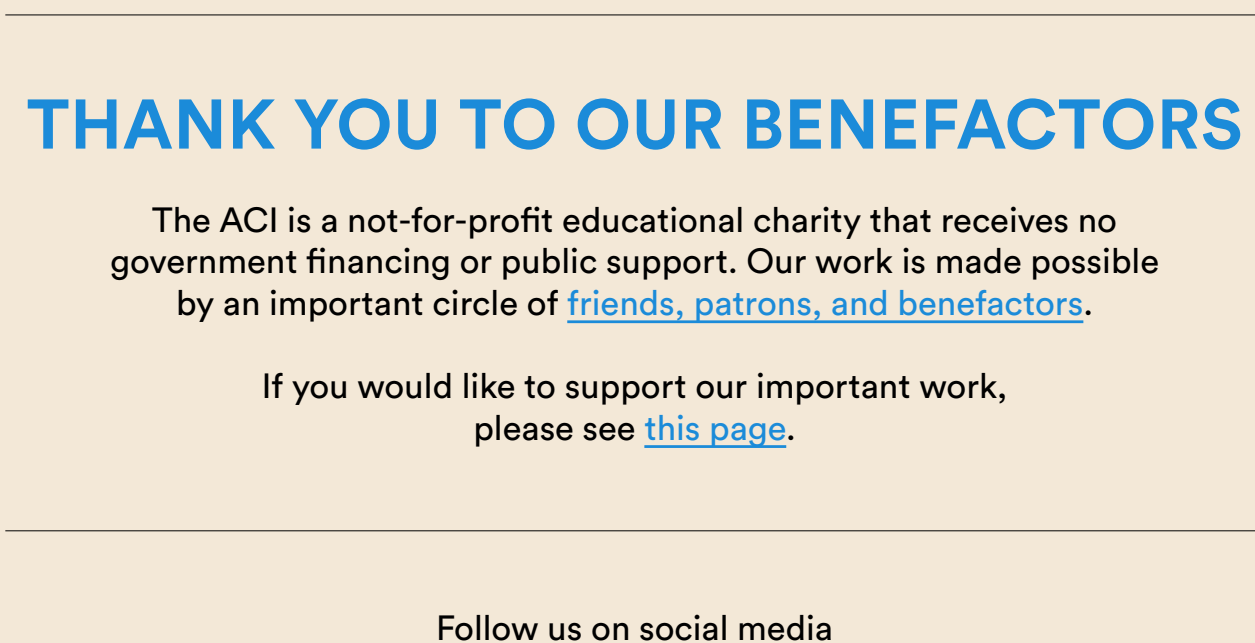 THANK YOU TO OUR BENEFACTORS
The ACI is a not-for-profit educational charity that receives no
government financing or public support. Our work is made possible
by an important circle of friends, patrons, and benefactors.
If you would like to support our important work,
please see this page.
Follow us on social media